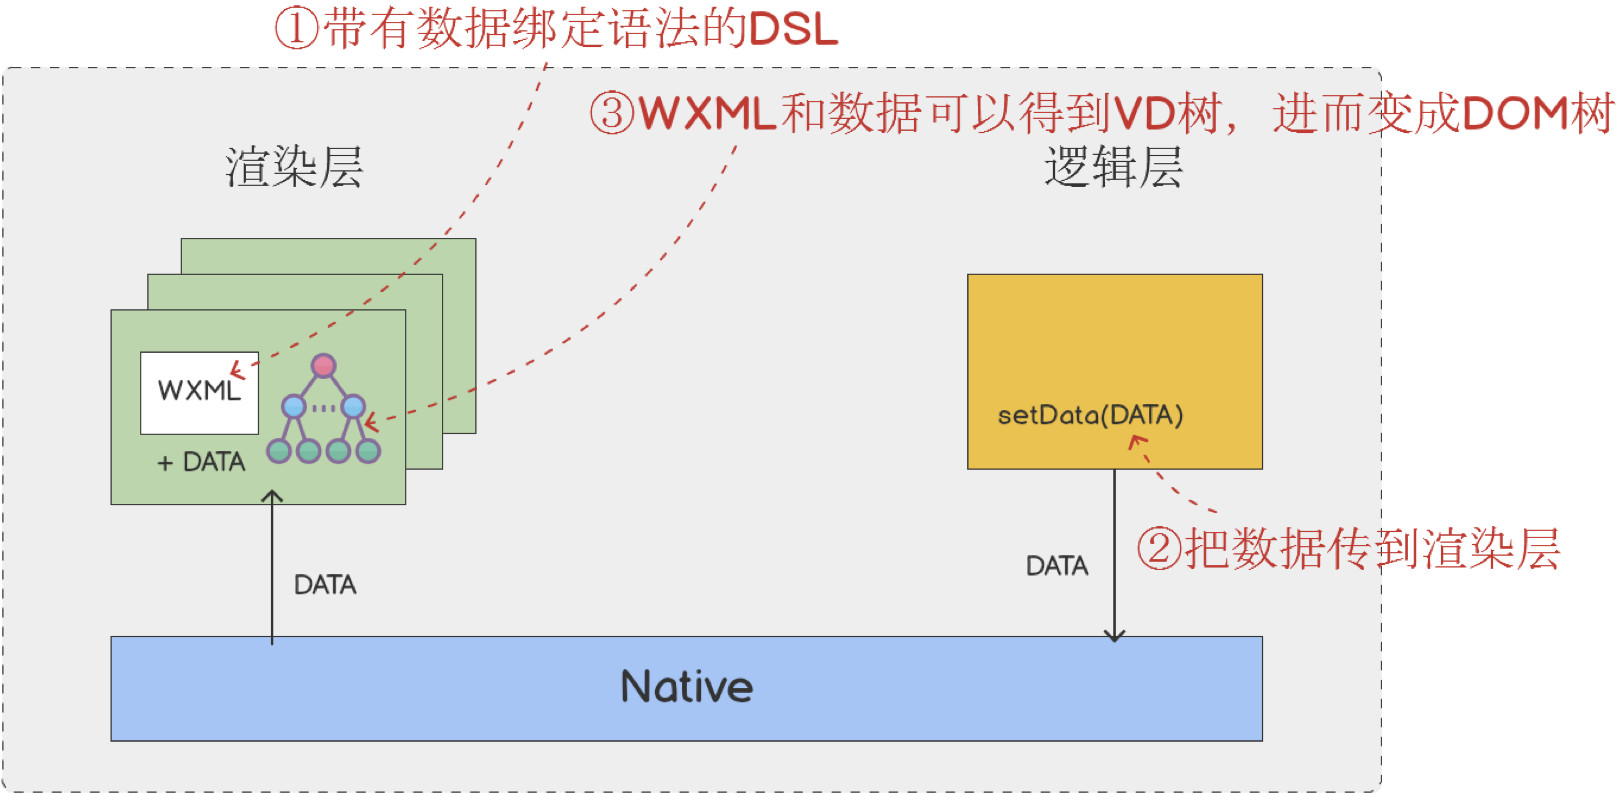 ①带有数据绑定语法的DSL
③WXML和数据可以得到VD树，进而变成DOM树
渲染层
逻辑层
WXML
+ DATA
setData(DATA)
②把数据传到渲染层
DATA
DATA
Native